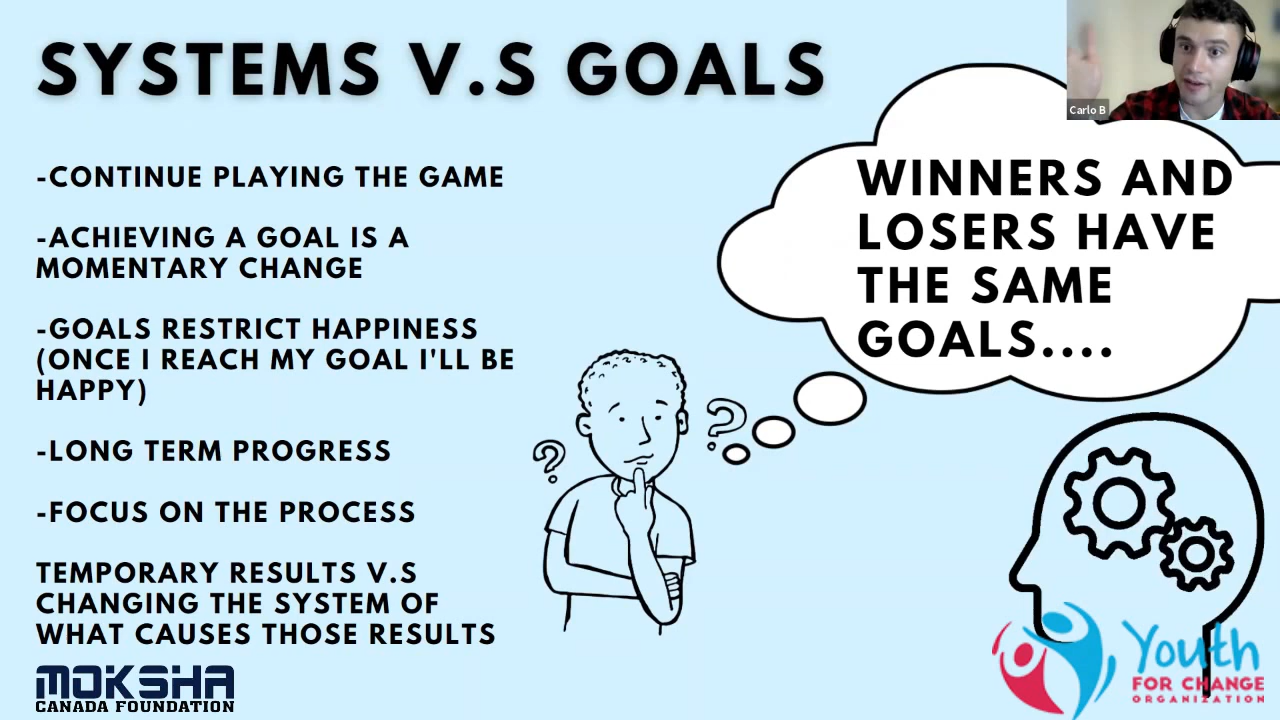 SYSTEMS V.S GOALS
-CONTINUE PLAYING THE GAME
-ACHIEVING A GOAL IS A
MOMENTARY CHANGE
-GOALS RESTRICT HAPPINESS
(ONCE I REACH MY GOAL I'LL BE
HAPPY)
-LONG TERM PROGRESS
-FOCUS ON THE PROCESS
TEMPORARY RESULTS V.S
CHANGING THE SYSTEM OF
WHAT CAUSES THOSE RESULTS
MOKSHA
CANADA FOUNDATION
?
?
WINNERS AND
LOSERS HAVE
THE SAME
GOALS....
Carlo B
Youth
FOR CHANGE
ORGANIZATION